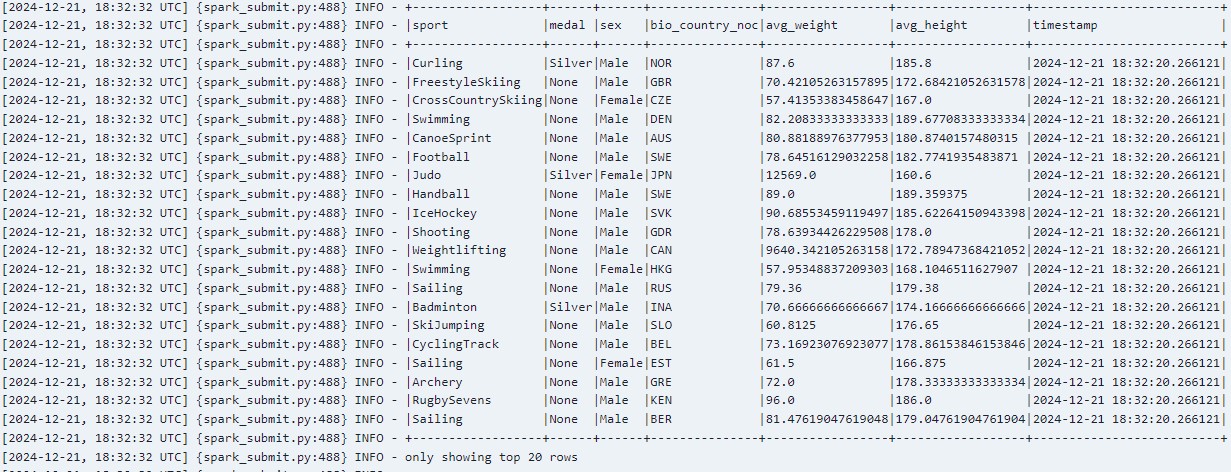 [2024-12-21, 18:32:32 UTC] {spark_submit.py:488} INFO - +--------------------+------+------+---------------+-----------------+------------------+--------------------------+
[2024-12-21, 18:32:32 UTC] {spark_submit.py:488} INFO - |sport               |medal |sex   |bio_country_noc|avg_weight       |avg_height        |timestamp                 |
[2024-12-21, 18:32:32 UTC] {spark_submit.py:488} INFO - +--------------------+------+------+---------------+-----------------+------------------+--------------------------+
[2024-12-21, 18:32:32 UTC] {spark_submit.py:488} INFO - |Curling             |Silver|Male  |NOR            |87.6             |185.8             |2024-12-21 18:32:20.266121|
[2024-12-21, 18:32:32 UTC] {spark_submit.py:488} INFO - |FreestyleSkiing     |None  |Male  |GBR            |70.42105263157895|172.68421052631578|2024-12-21 18:32:20.266121|
[2024-12-21, 18:32:32 UTC] {spark_submit.py:488} INFO - |CrossCountrySkiing|None  |Female|CZE            |57.41353383458647|167.0             |2024-12-21 18:32:20.266121|
[2024-12-21, 18:32:32 UTC] {spark_submit.py:488} INFO - |Swimming            |None  |Male  |DEN            |82.20833333333333|189.67708333333334|2024-12-21 18:32:20.266121|
[2024-12-21, 18:32:32 UTC] {spark_submit.py:488} INFO - |CanoeSprint         |None  |Male  |AUS            |80.88188976377953|180.8740157480315 |2024-12-21 18:32:20.266121|
[2024-12-21, 18:32:32 UTC] {spark_submit.py:488} INFO - |Football            |None  |Male  |SWE            |78.64516129032258|182.7741935483871 |2024-12-21 18:32:20.266121|
[2024-12-21, 18:32:32 UTC] {spark_submit.py:488} INFO - |Judo                |Silver|Female|JPN            |12569.0          |160.6             |2024-12-21 18:32:20.266121|
[2024-12-21, 18:32:32 UTC] {spark_submit.py:488} INFO - |Handball            |None  |Male  |SWE            |89.0             |189.359375        |2024-12-21 18:32:20.266121|
[2024-12-21, 18:32:32 UTC] {spark_submit.py:488} INFO - |IceHockey           |None  |Male  |SVK            |90.68553459119497|185.62264150943398|2024-12-21 18:32:20.266121|
[2024-12-21, 18:32:32 UTC] {spark_submit.py:488} INFO - |Shooting            |None  |Male  |GDR            |78.63934426229508|178.0             |2024-12-21 18:32:20.266121|
[2024-12-21, 18:32:32 UTC] {spark_submit.py:488} INFO - |Weightlifting       |None  |Male  |CAN            |9640.342105263158|172.78947368421052|2024-12-21 18:32:20.266121|
[2024-12-21, 18:32:32 UTC] {spark_submit.py:488} INFO - |Swimming            |None  |Female|HKG            |57.95348837209303|168.1046511627907 |2024-12-21 18:32:20.266121|
[2024-12-21, 18:32:32 UTC] {spark_submit.py:488} INFO - |Sailing             |None  |Male  |RUS            |79.36            |179.38            |2024-12-21 18:32:20.266121|
[2024-12-21, 18:32:32 UTC] {spark_submit.py:488} INFO - |Badminton           |Silver|Male  |INA            |70.66666666666667|174.16666666666666|2024-12-21 18:32:20.266121|
[2024-12-21, 18:32:32 UTC] {spark_submit.py:488} INFO - |SkiJumping          |None  |Male  |SLO            |60.8125          |176.65            |2024-12-21 18:32:20.266121|
[2024-12-21, 18:32:32 UTC] {spark_submit.py:488} INFO - |CyclingTrack        |None  |Male  |BEL            |73.16923076923077|178.86153846153846|2024-12-21 18:32:20.266121|
[2024-12-21, 18:32:32 UTC] {spark_submit.py:488} INFO - |Sailing             |None  |Female|EST            |61.5             |166.875           |2024-12-21 18:32:20.266121|
[2024-12-21, 18:32:32 UTC] {spark_submit.py:488} INFO - |Archery             |None  |Male  |GRE            |72.0             |178.33333333333334|2024-12-21 18:32:20.266121|
[2024-12-21, 18:32:32 UTC] {spark_submit.py:488} INFO - |RugbySevens         |None  |Male  |KEN            |96.0             |186.0             |2024-12-21 18:32:20.266121|
[2024-12-21, 18:32:32 UTC] {spark_submit.py:488} INFO - |Sailing             |None  |Male  |BER            |81.47619047619048|179.04761904761904|2024-12-21 18:32:20.266121|
[2024-12-21, 18:32:32 UTC] {spark_submit.py:488} INFO - +--------------------+------+------+---------------+-----------------+------------------+--------------------------+
[2024-12-21, 18:32:32 UTC] {spark_submit.py:488} INFO - only showing top 20 rows